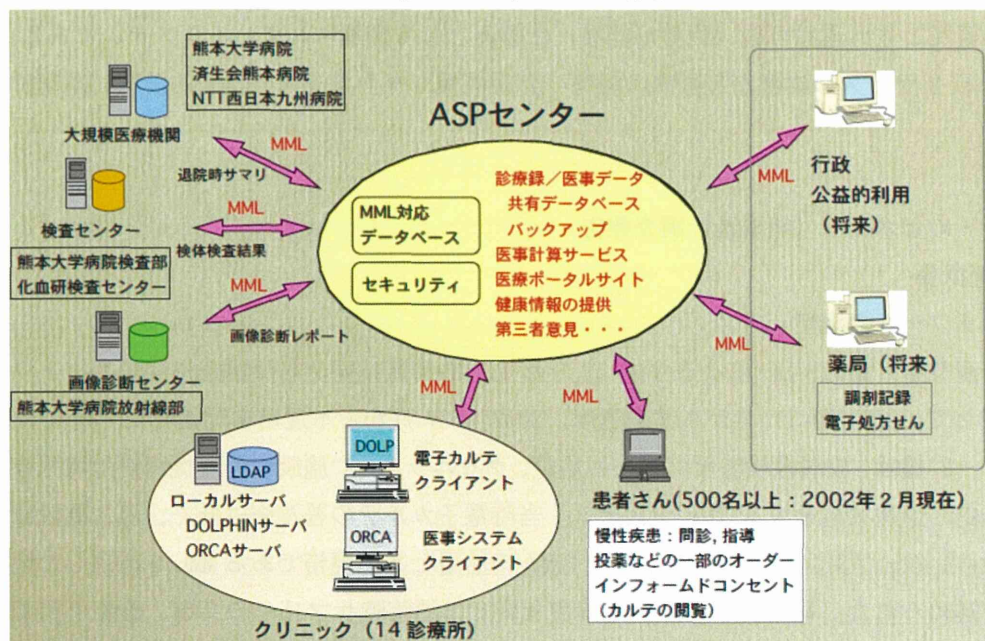 熊本大学病院
済生会熊本病院
NTT西日本九州病院
大規模医療機関
MML
退院時サマリ
MML
検査センター
検体検査結果
熊本大学病院検査部
化血研検査センター
MML
画像診断レポート
画像診断センター
熊本大学病院放射線部
ASPセンター
MML対応
データベース
セキュリティ
診療録／医事データ
共有データベース
バックアップ
医事計算サービス
医療ポータルサイト
健康情報の提供
第三者意見・・・
MML
行政
公益的利用
（将来）
MML
薬局（将来）
調剤記録
電子処方せん
MML
MML
LDAP
ローカルサーバ
DOLPHINサーバ
ORCAサーバ
DOLP
電子カルテ
クライアント
ORCA
医事システム
クライアント
クリニック（14 診療所）
患者さん(500名以上：2002年２月現在）
慢性疾患：問診, 指導
投薬などの一部のオーダー
インフォームドコンセント
（カルテの閲覧）